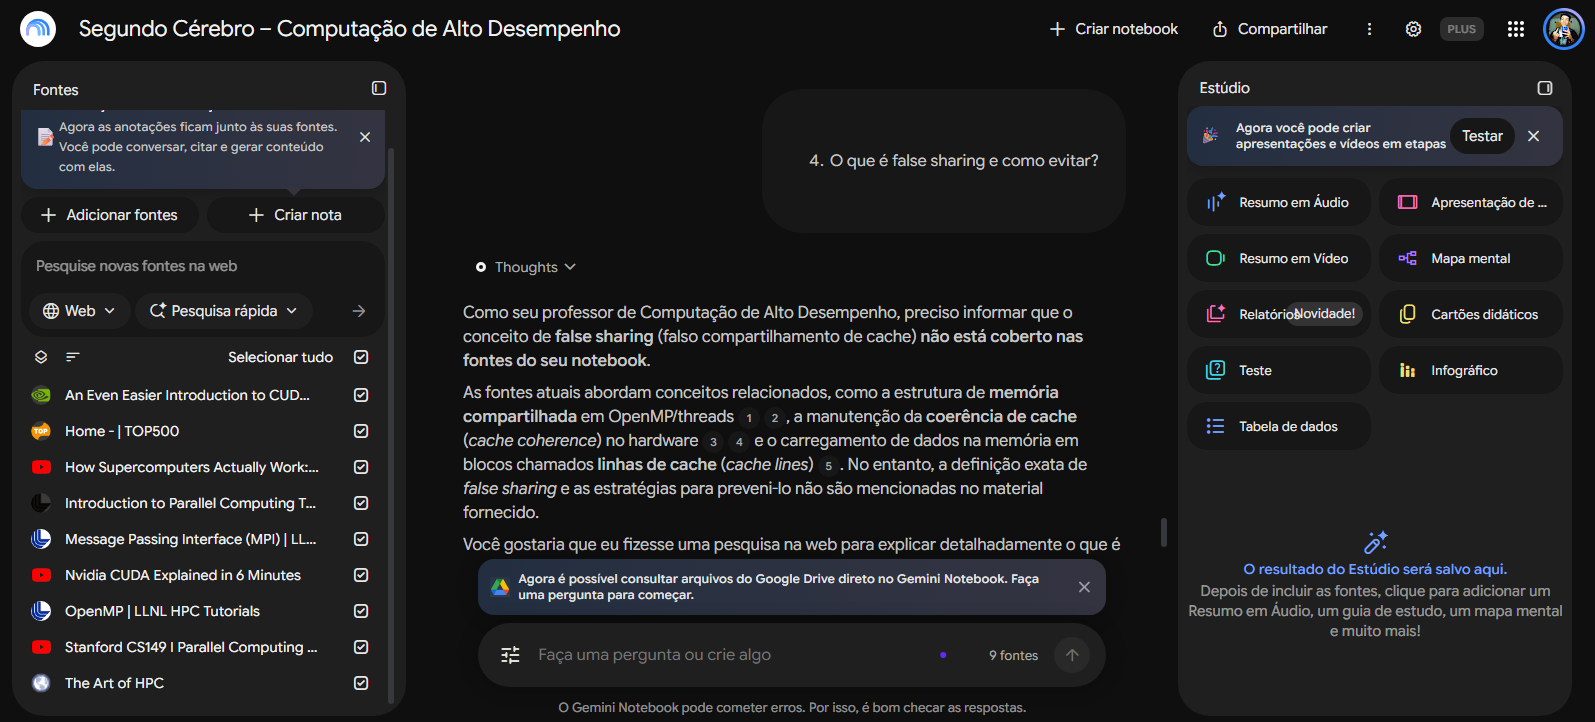 Segundo Cérebro – Computação de Alto Desempenho
Criar notebook
Compartilhar
PLUS
Fontes
Agora as anotações ficam junto às suas fontes.
Você pode conversar, citar e gerar conteúdo
com elas.
Adicionar fontes
Criar nota
Pesquise novas fontes na web
Web
Pesquisa rápida
Selecionar tudo
An Even Easier Introduction to CUD...
TOP
Home - | TOP500
How Supercomputers Actually Work:...
Introduction to Parallel Computing T...
Message Passing Interface (MPI) | LL...
Nvidia CUDA Explained in 6 Minutes
OpenMP | LLNL HPC Tutorials
Stanford CS149 I Parallel Computing ...
The Art of HPC
4. O que é false sharing e como evitar?
Thoughts
Como seu professor de Computação de Alto Desempenho, preciso informar que o
conceito de false sharing (falso compartilhamento de cache) não está coberto nas
fontes do seu notebook.
As fontes atuais abordam conceitos relacionados, como a estrutura de memória
compartilhada em OpenMP/threads 1 2 , a manutenção da coerência de cache
(cache coherence) no hardware 3 4 e o carregamento de dados na memória em
blocos chamados linhas de cache (cache lines) 5 . No entanto, a definição exata de
false sharing e as estratégias para preveni-lo não são mencionadas no material
fornecido.
Você gostaria que eu fizesse uma pesquisa na web para explicar detalhadamente o que é
Agora é possível consultar arquivos do Google Drive direto no Gemini Notebook. Faça
uma pergunta para começar.
Faça uma pergunta ou crie algo
9 fontes
O Gemini Notebook pode cometer erros. Por isso, é bom checar as respostas.
Estúdio
Agora você pode criar
apresentações e vídeos em etapas
Testar
Resumo em Áudio
Apresentação de ...
Resumo em Vídeo
Mapa mental
Relatórios
Novidade!
Cartões didáticos
Teste
Infográfico
Tabela de dados
O resultado do Estúdio será salvo aqui.
Depois de incluir as fontes, clique para adicionar um
Resumo em Áudio, um guia de estudo, um mapa mental
e muito mais!